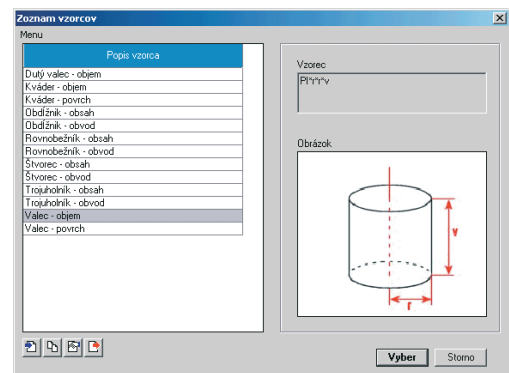 Zoznam vzorcov
Menu
Popis vzorca
Dutý valec - objem
Kváder - objem
Kváder - povrch
Obdĺžnik - obsah
Obdĺžnik - obvod
Rovnobežník - obsah
Rovnobežník - obvod
Štvorec - obsah
Štvorec - obvod
Trojuholník - obsah
Trojuholník - obvod
Valec - objem
Valec - povrch
Vzorec
PI*r*r*v
Obrázok
v
r
Vyber
Storno